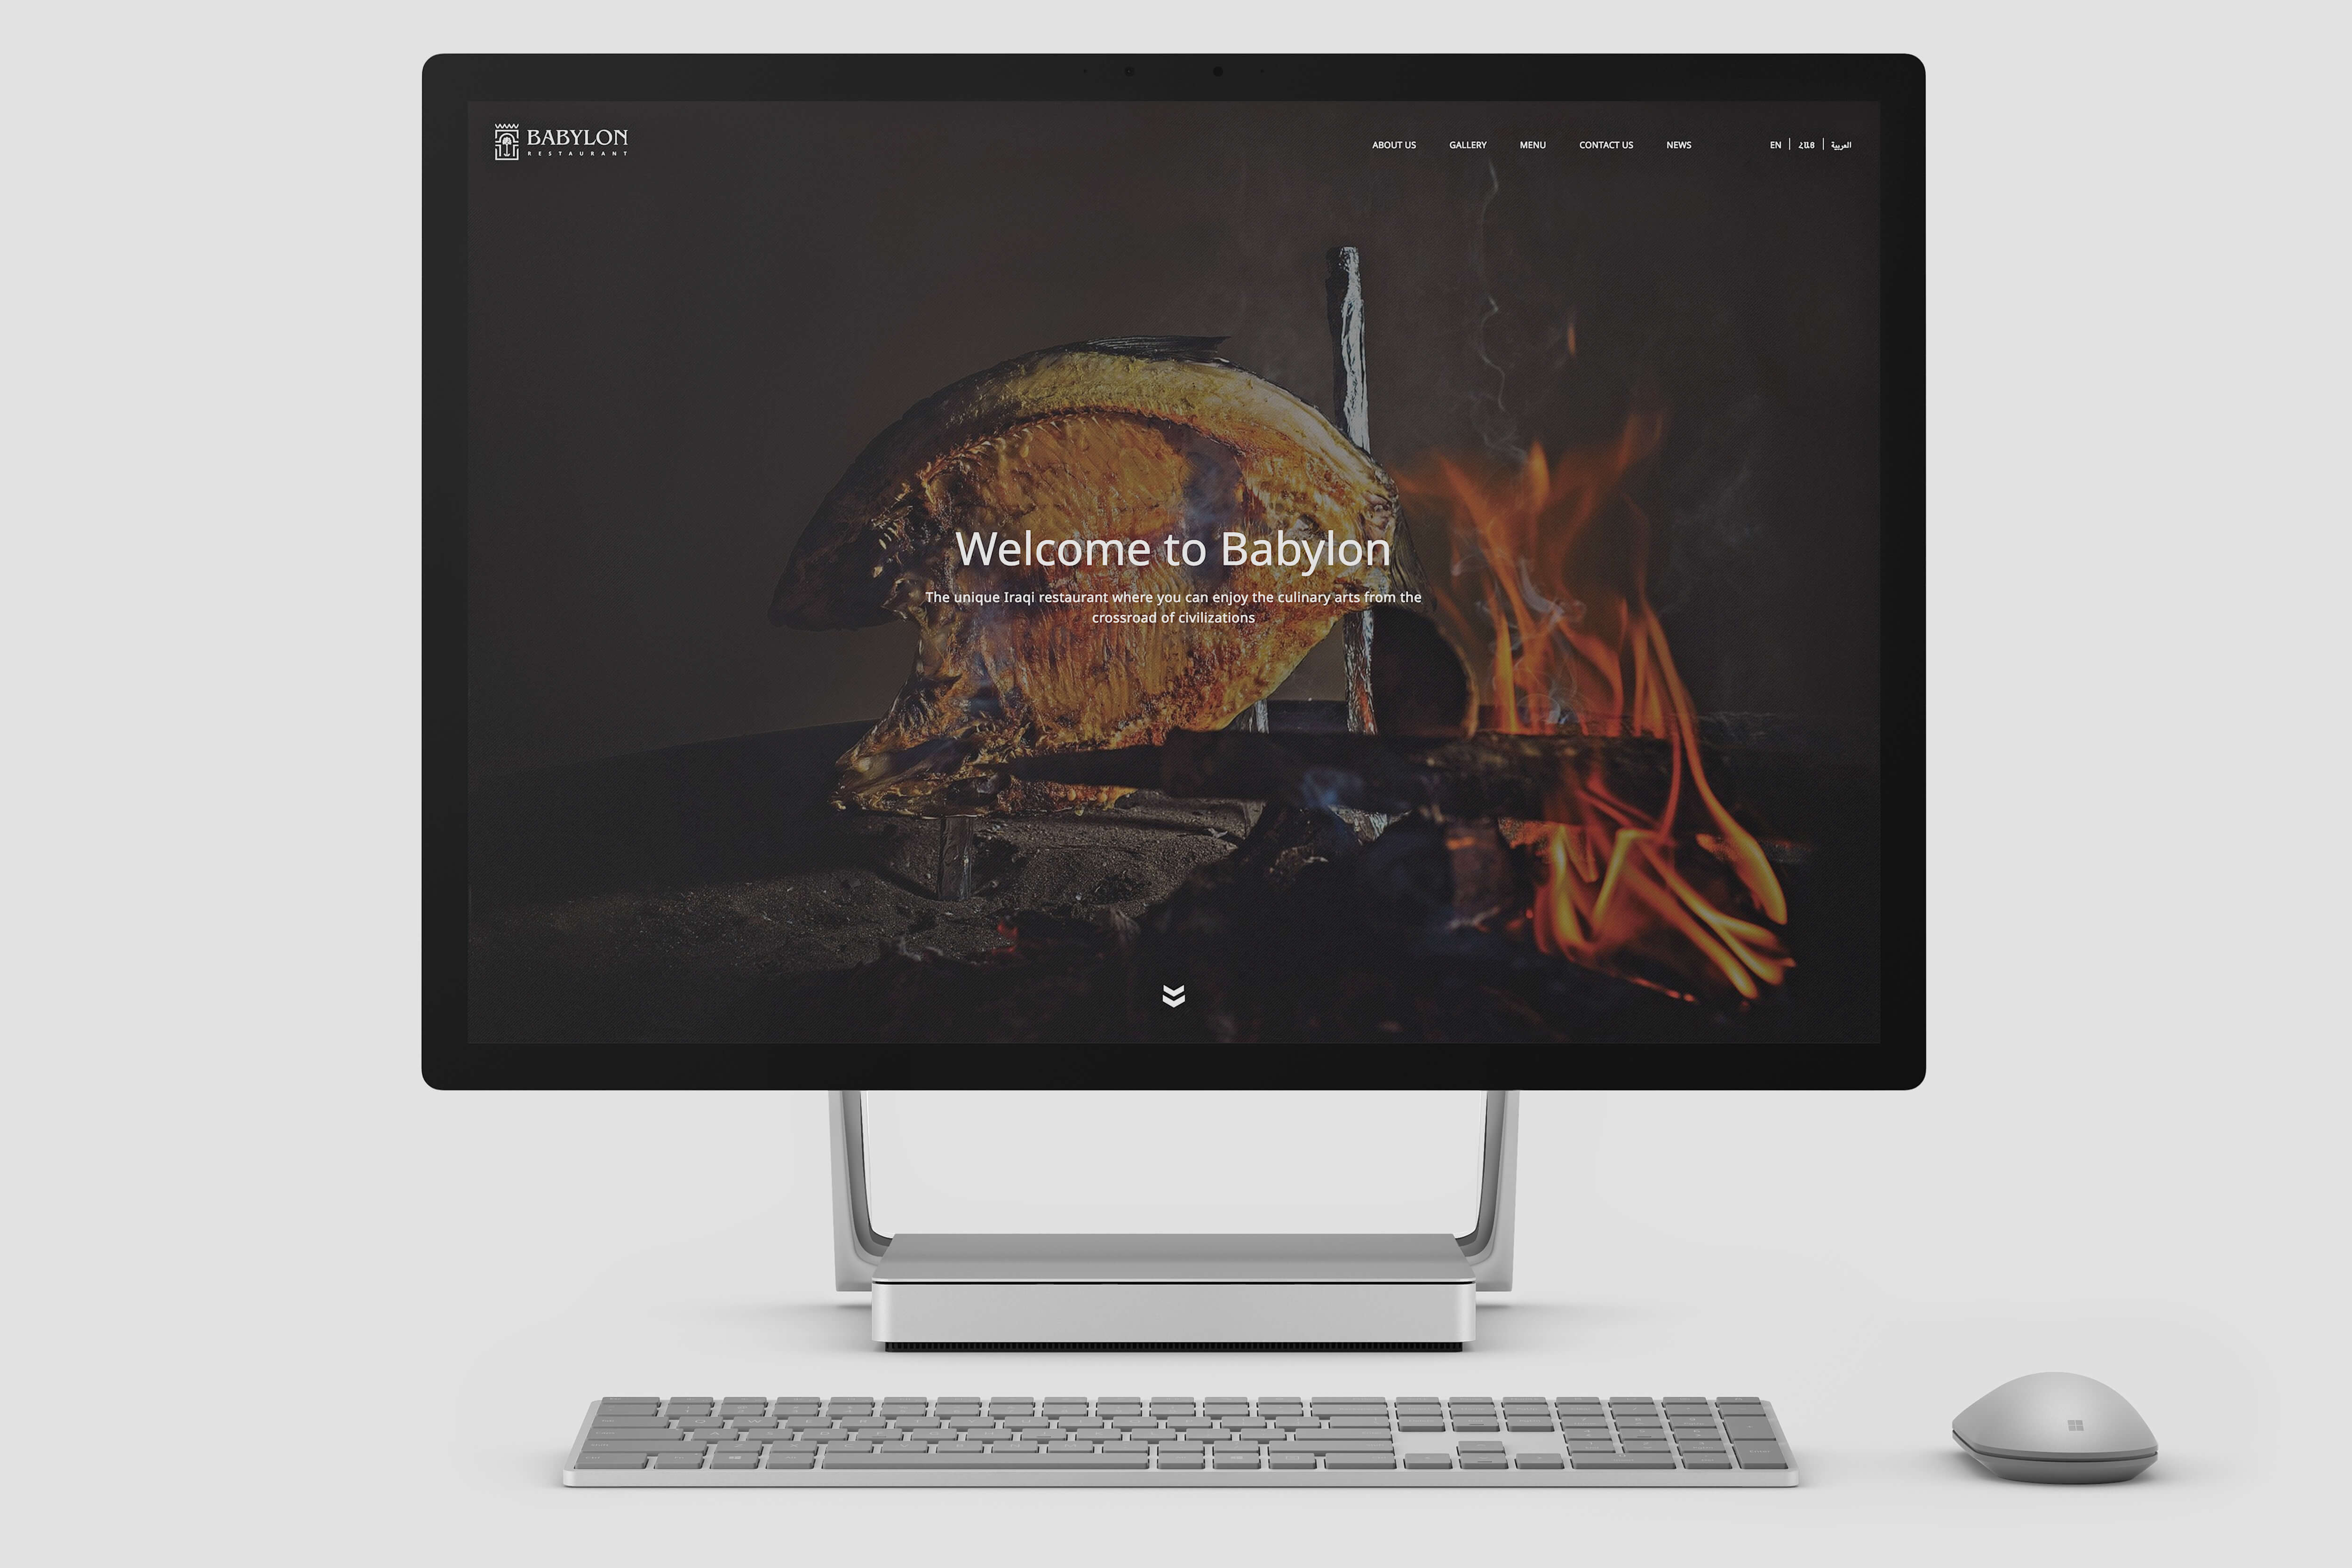 BABYLON
RESTAURANT
ABOUT US
GALLERY
MENU
CONTACT US
NEWS
EN
ՀԱՅ
العربية
Welcome to Babylon
The unique Iraqi restaurant where you can enjoy the culinary arts from the
crossroad of civilizations